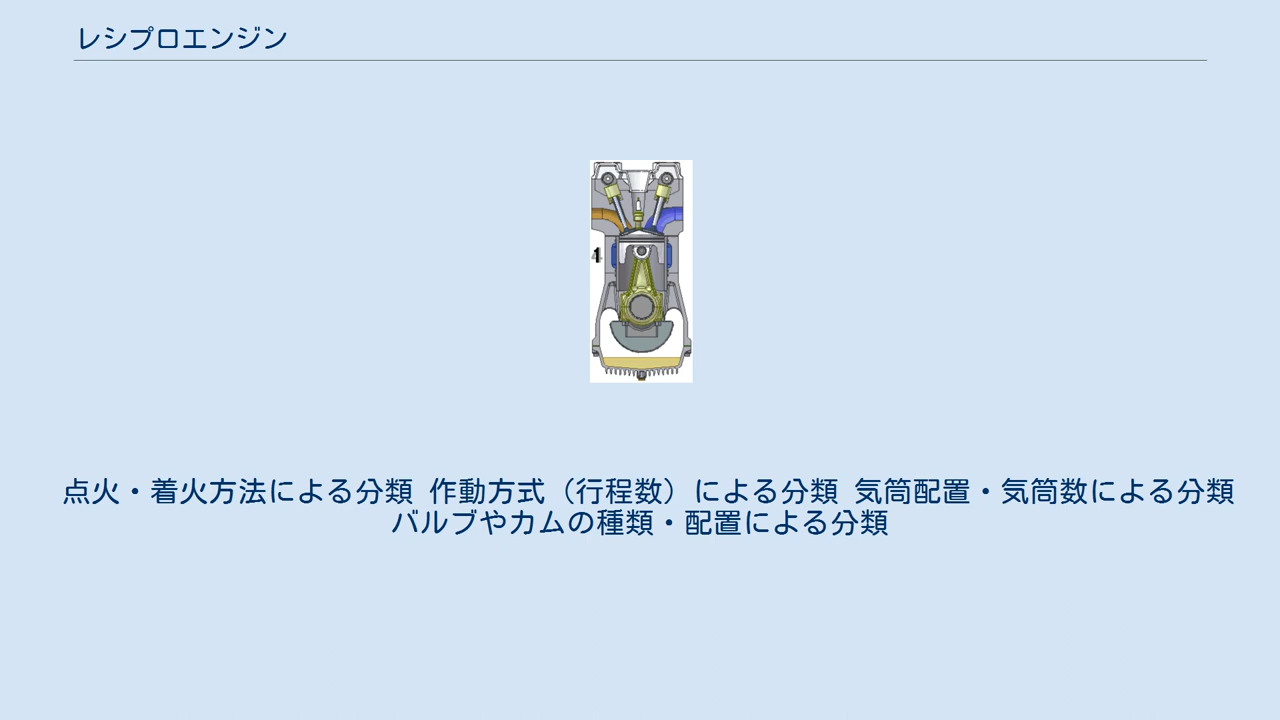 レシプロエンジン
4
点火・着火方法による分類 作動方式（行程数）による分類 気筒配置・気筒数による分類
バルブやカムの種類・配置による分類